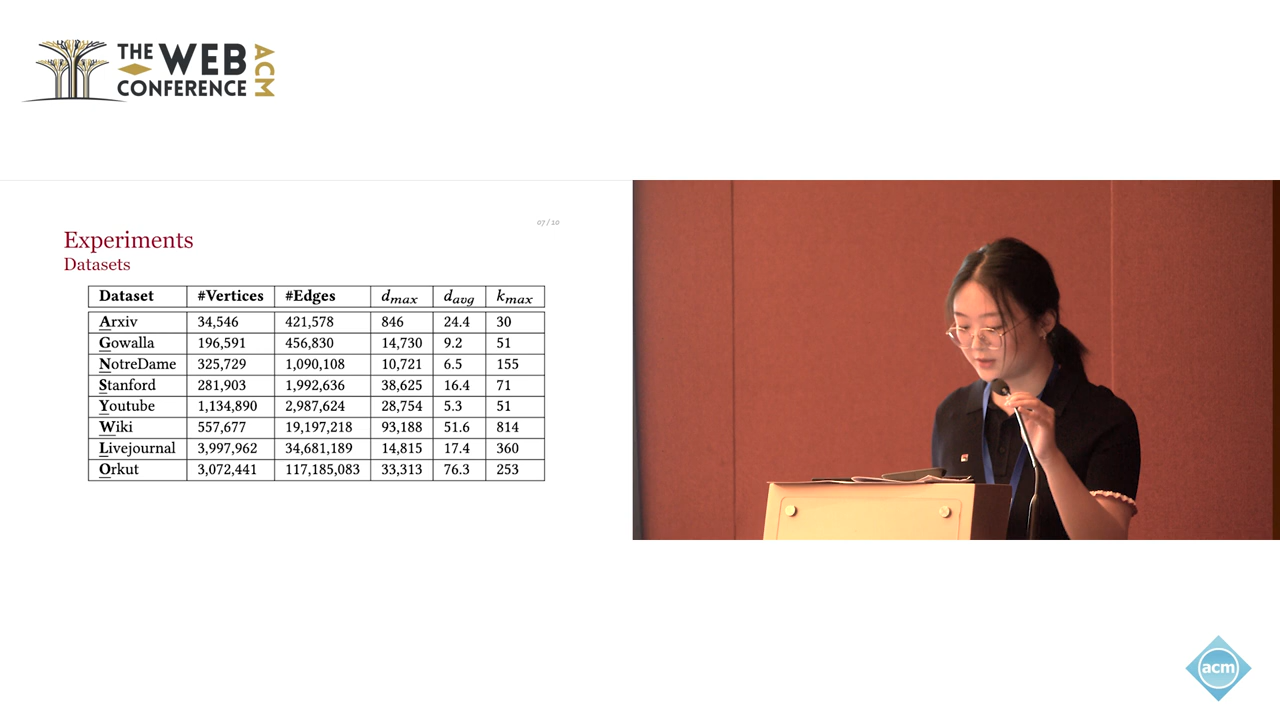 THE WEB
CONFERENCE
ACM
07 / 10
Experiments
Datasets
Dataset #Vertices #Edges dmax davg kmax
Arxiv 34,546 421,578 846 24.4 30
Gowalla 196,591 456,830 14,730 9.2 51
NotreDame 325,729 1,090,108 10,721 6.5 155
Stanford 281,903 1,992,636 38,625 16.4 71
Youtube 1,134,890 2,987,624 28,754 5.3 51
Wiki 557,677 19,197,218 93,188 51.6 814
Livejournal 3,997,962 34,681,189 14,815 17.4 360
Orkut 3,072,441 117,185,083 33,313 76.3 253
acm